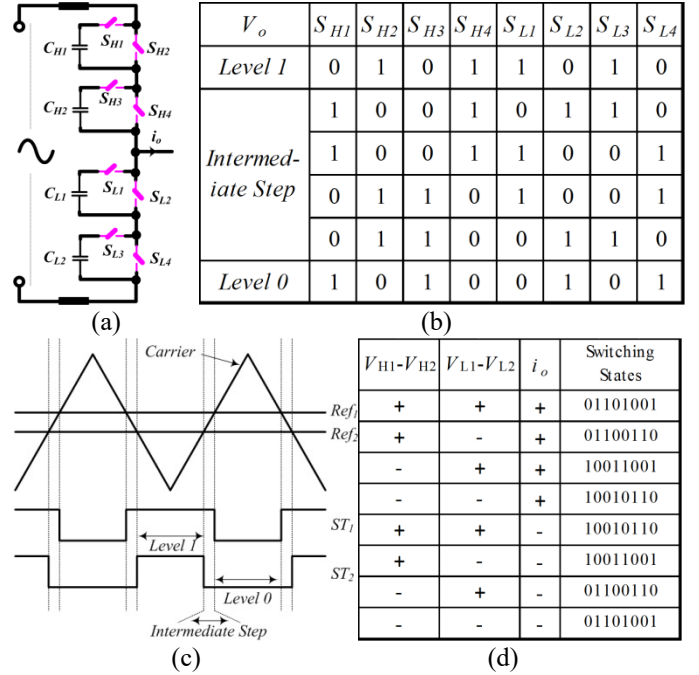 C_H1 S_H1 S_H2
C_H2 S_H3 S_H4
i_o
C_L1 S_L1 S_L2
C_L2 S_L3 S_L4
(a)
V_o S_H1 S_H2 S_H3 S_H4 S_L1 S_L2 S_L3 S_L4
Level 1 0 1 0 1 1 0 1 0
1 0 0 1 0 1 1 0
Intermed-
iate Step
1 0 0 1 1 0 0 1
0 1 1 0 1 0 0 1
0 1 1 0 0 1 1 0
Level 0 1 0 1 0 0 1 0 1
(b)
Carrier
Ref_1
Ref_2
ST_1
Level 1
ST_2
Level 0
Intermediate Step
(c)
V_H1-V_H2 V_L1-V_L2 i_o Switching
States
+ + + 01101001
+ - + 01100110
- + + 10011001
- - + 10010110
+ + - 10010110
+ - - 10011001
- + - 01100110
- - - 01101001
(d)